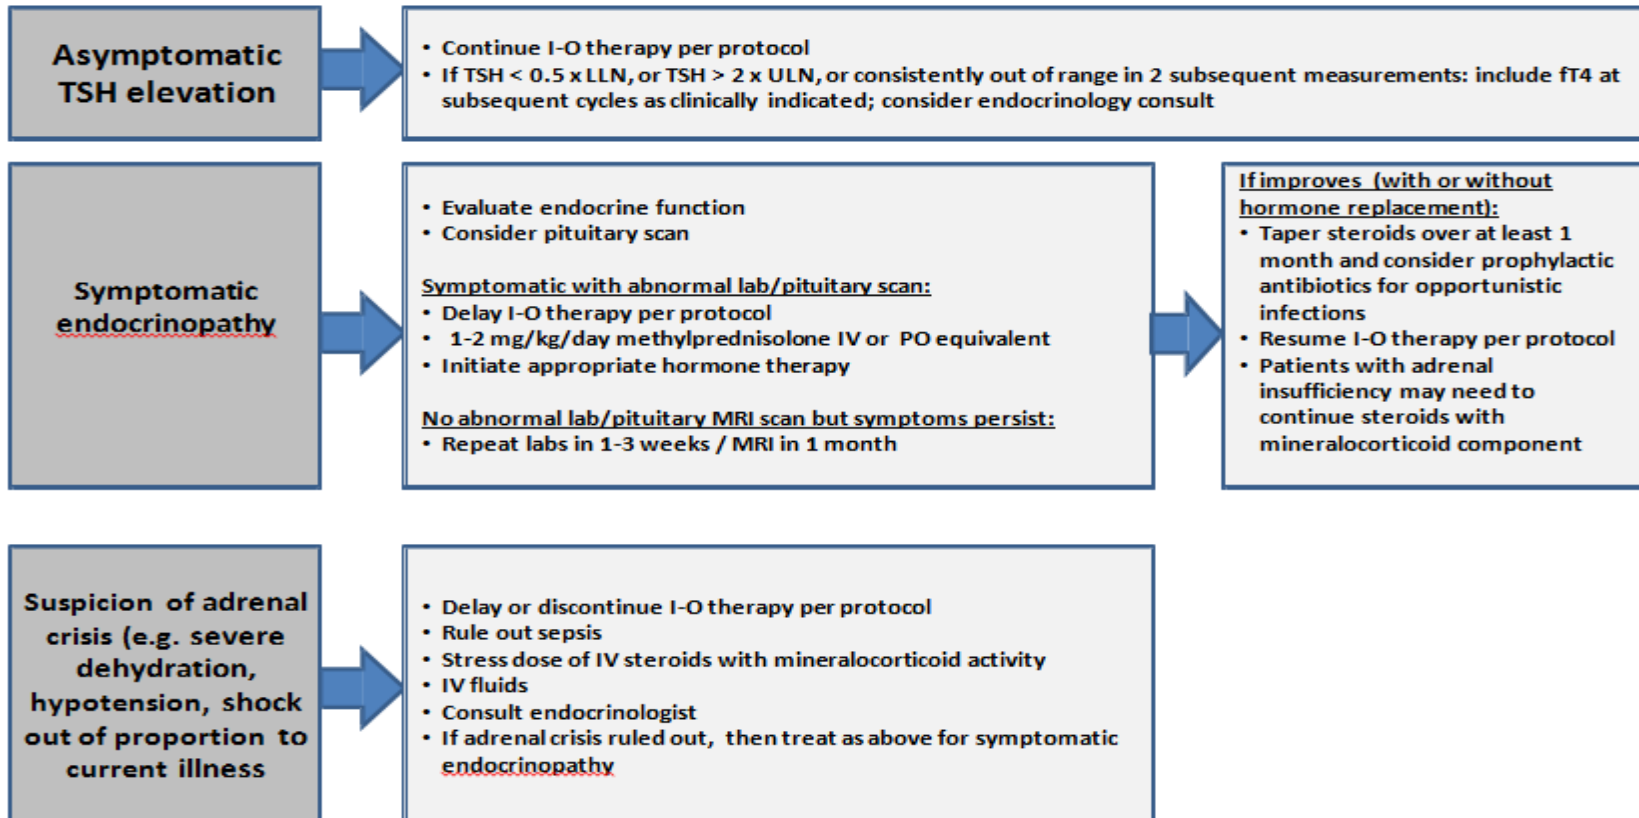 Asymptomatic
TSH elevation
• Continue I-O therapy per protocol
• If TSH < 0.5 x LLN, or TSH > 2 x ULN, or consistently out of range in 2 subsequent measurements: include fT4 at
subsequent cycles as clinically indicated; consider endocrinology consult
Symptomatic
endocrinopathy
• Evaluate endocrine function
• Consider pituitary scan
Symptomatic with abnormal lab/pituitary scan:
• Delay I-O therapy per protocol
• 1-2 mg/kg/day methylprednisolone IV or PO equivalent
• Initiate appropriate hormone therapy
No abnormal lab/pituitary MRI scan but symptoms persist:
• Repeat labs in 1-3 weeks / MRI in 1 month
If improves (with or without
hormone replacement):
• Taper steroids over at least 1
month and consider prophylactic
antibiotics for opportunistic
infections
• Resume I-O therapy per protocol
• Patients with adrenal
insufficiency may need to
continue steroids with
mineralocorticoid component
Suspicion of adrenal
crisis (e.g. severe
dehydration,
hypotension, shock
out of proportion to
current illness
• Delay or discontinue I-O therapy per protocol
• Rule out sepsis
• Stress dose of IV steroids with mineralocorticoid activity
• IV fluids
• Consult endocrinologist
• If adrenal crisis ruled out, then treat as above for symptomatic
endocrinopathy